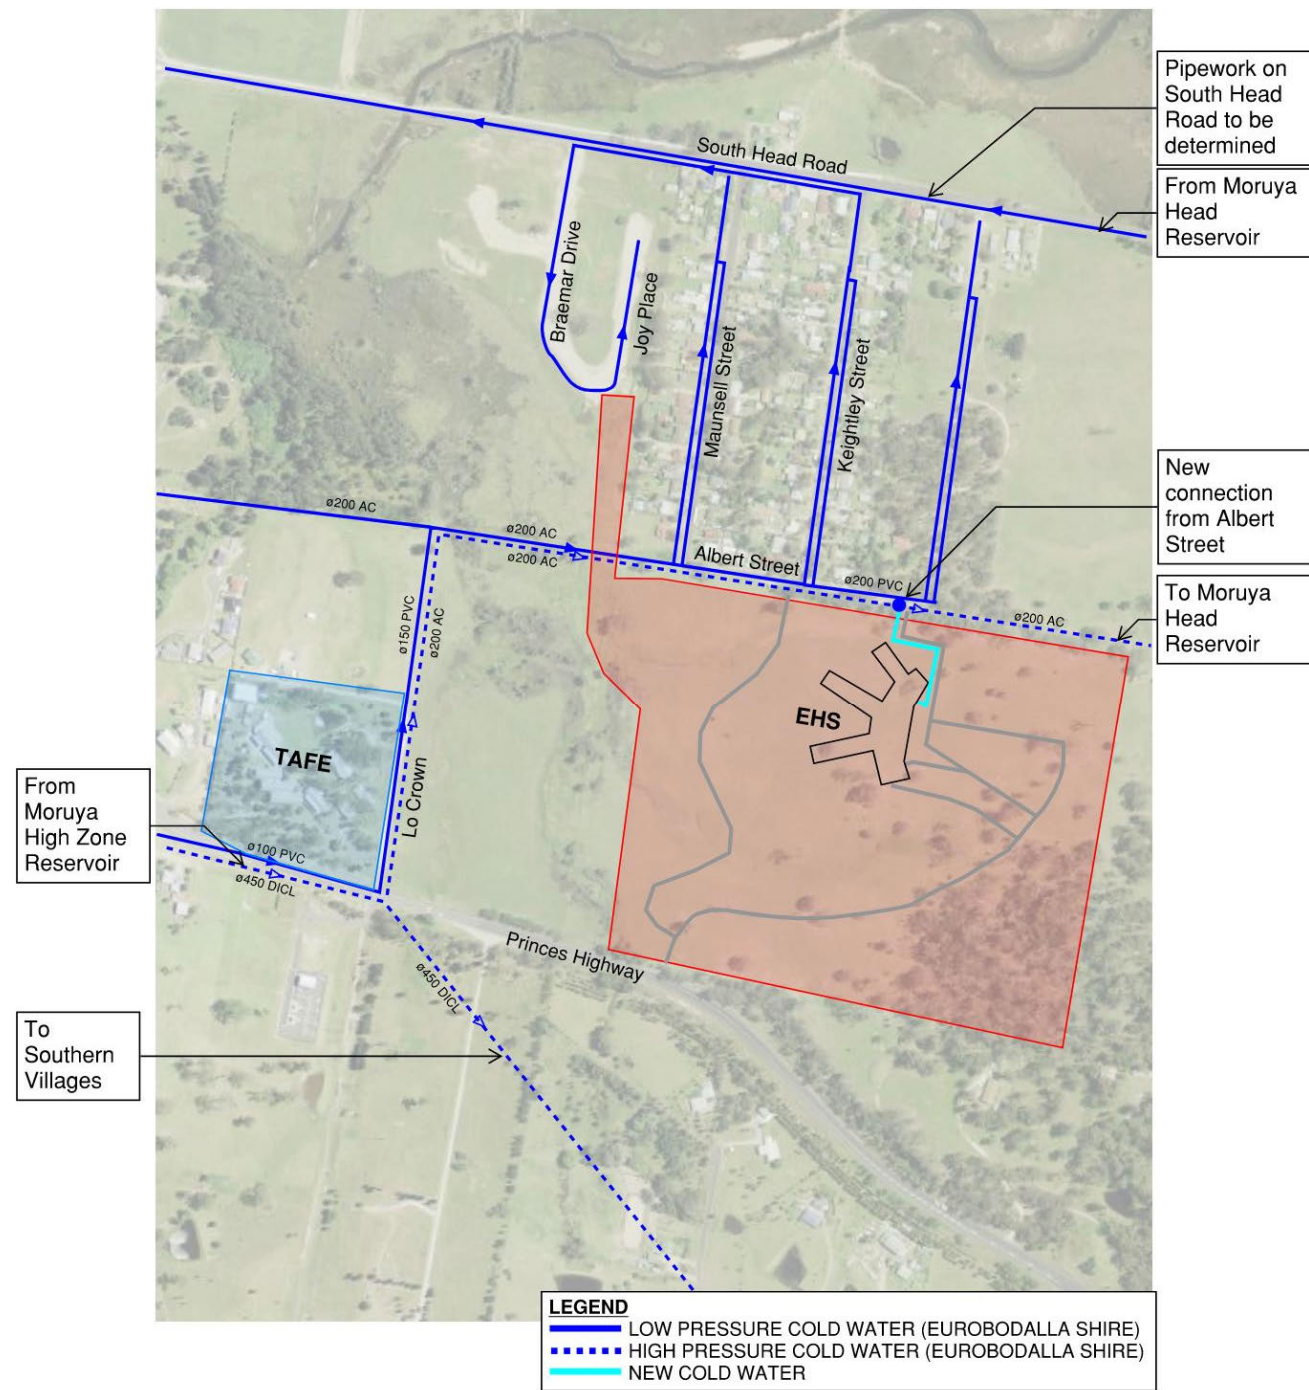 Pipework on
South Head
Road to be
determined
From Moruya
Head
Reservoir
South Head Road
Braemar Drive
Joy Place
Maunsell Street
Keightley Street
New
connection
from Albert
Street
ø200 AC
ø200 AC
ø200 AC
Albert Street
ø200 PVC
ø200 AC
To Moruya
Head
Reservoir
ø150 PVC
ø200 AC
EHS
TAFE
Lo Crown
From
Moruya
High Zone
Reservoir
ø100 PVC
ø450 DICL
Princes Highway
ø450 DICL
To
Southern
Villages
LEGEND
LOW PRESSURE COLD WATER (EUROBODALLA SHIRE)
HIGH PRESSURE COLD WATER (EUROBODALLA SHIRE)
NEW COLD WATER